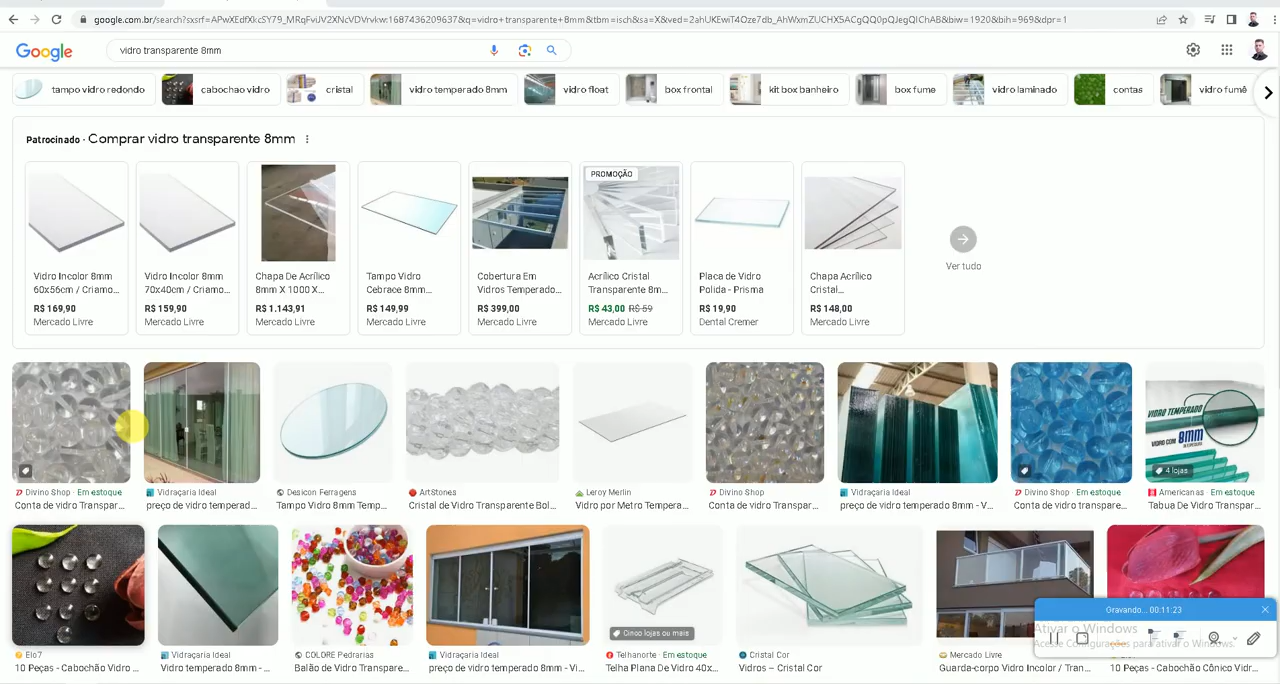 google.com.br/search?sxsrf=APwXEdfXkcSY79_MRqFviJV2XNcVDVrvkw:1687436209637&q=vidro+transparente+8mm&tbm=isch&sa=X&ved=2ahUKEwiT4Oze7db_AhWxmZUCHX5ACgQQ0pQJegQIChAB&biw=1920&bih=969&dpr=1
Google
vidro transparente 8mm
tampo vidro redondo
cabochao vidro
cristal
vidro temperado 8mm
vidro float
box frontal
kit box banheiro
box fume
vidro laminado
contas
vidro fumê
Patrocinado · Comprar vidro transparente 8mm
PROMOÇÃO
Vidro Incolor 8mm
60x56cm / Criamo...
R$ 169,90
Mercado Livre
Vidro Incolor 8mm
70x40cm / Criamo...
R$ 159,90
Mercado Livre
Chapa De Acrílico
8mm X 1000 X...
R$ 1.143,91
Mercado Livre
Tampo Vidro
Cebrace 8mm...
R$ 149,99
Mercado Livre
Cobertura Em
Vidros Temperado...
R$ 399,00
Mercado Livre
Acrílico Cristal
Transparente 8m...
R$ 43,00 R$ 59
Mercado Livre
Placa de Vidro
Polida - Prisma
R$ 19,90
Dental Cremer
Chapa Acrílico
Cristal...
R$ 148,00
Mercado Livre
Ver tudo
VIDRO TEMPERADO
VIDRO COM 8MM
4 lojas
Divino Shop · Em estoque
Conta de vidro Transpar...
Vidraçaria Ideal
preço de vidro temperad...
Desicon Ferragens
Tampo Vidro 8mm Temp...
ArtStones
Cristal de Vidro Transparente Bol...
Leroy Merlin
Vidro por Metro Tempera...
Divino Shop
Conta de vidro Transpar...
Vidraçaria Ideal
preço de vidro temperado 8mm - V...
Divino Shop · Em estoque
Conta de vidro transpare...
Americanas · Em estoque
Tabua De Vidro Transpar...
Cinco lojas ou mais
Elo7
10 Peças - Cabochão Vidro ...
Vidraçaria Ideal
Vidro temperado 8mm - ...
COLORE Pedrarias
Balão de Vidro Transpare...
Vidraçaria Ideal
preço de vidro temperado 8mm - Vi...
Telhanorte · Em estoque
Telha Plana De Vidro 40x...
Cristal Cor
Vidros – Cristal Cor
Mercado Livre
Guarda-corpo Vidro Incolor / Tran...
10 Peças - Cabochão Cônico Vidr...
Gravando... 00:11:23
Ativar o Windows
Acesse Configurações para ativar o Windows.